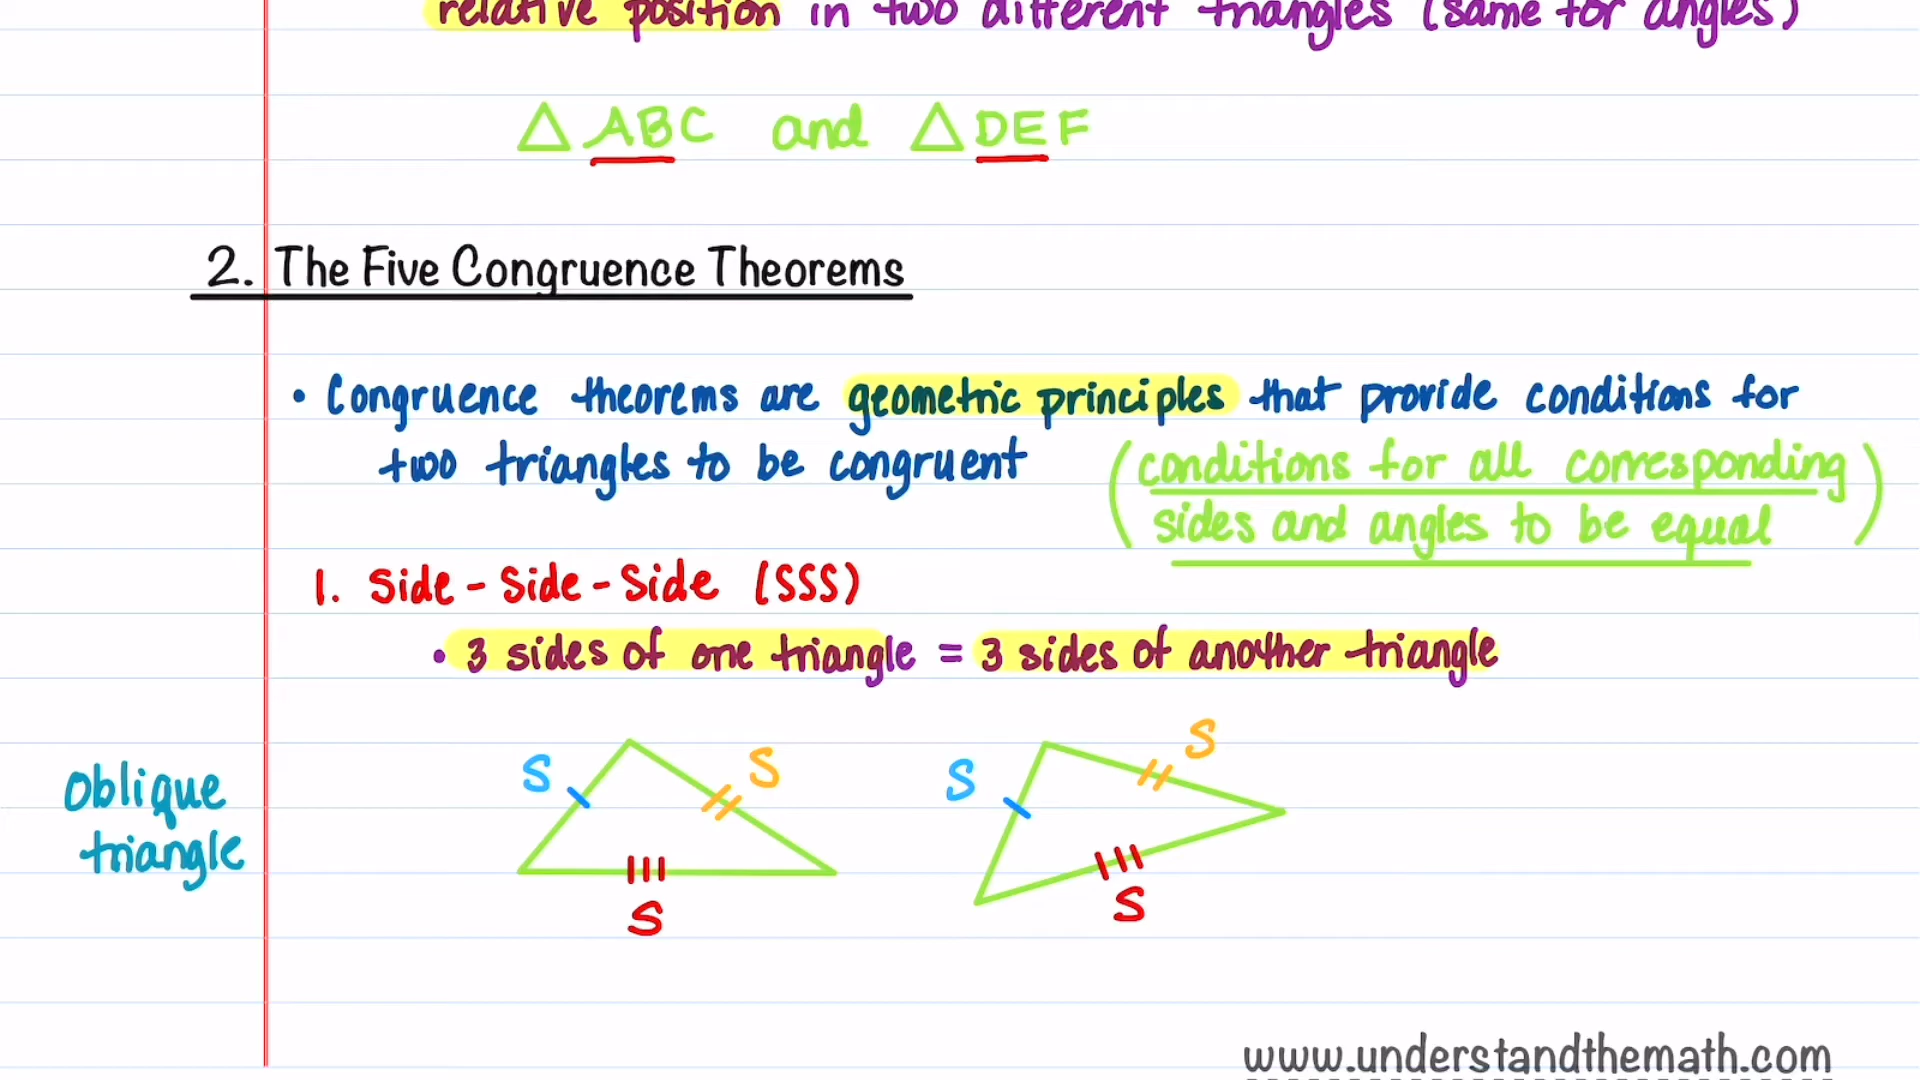 relative position in two different triangles (same for angles)
△ ABC and △ DEF
2. The Five Congruence Theorems
• Congruence theorems are geometric principles that provide conditions for
two triangles to be congruent
(conditions for all corresponding
sides and angles to be equal)
1. Side - Side - Side (SSS)
• 3 sides of one triangle = 3 sides of another triangle
Oblique
triangle
S
S
S
S
S
S
www.understandthemath.com